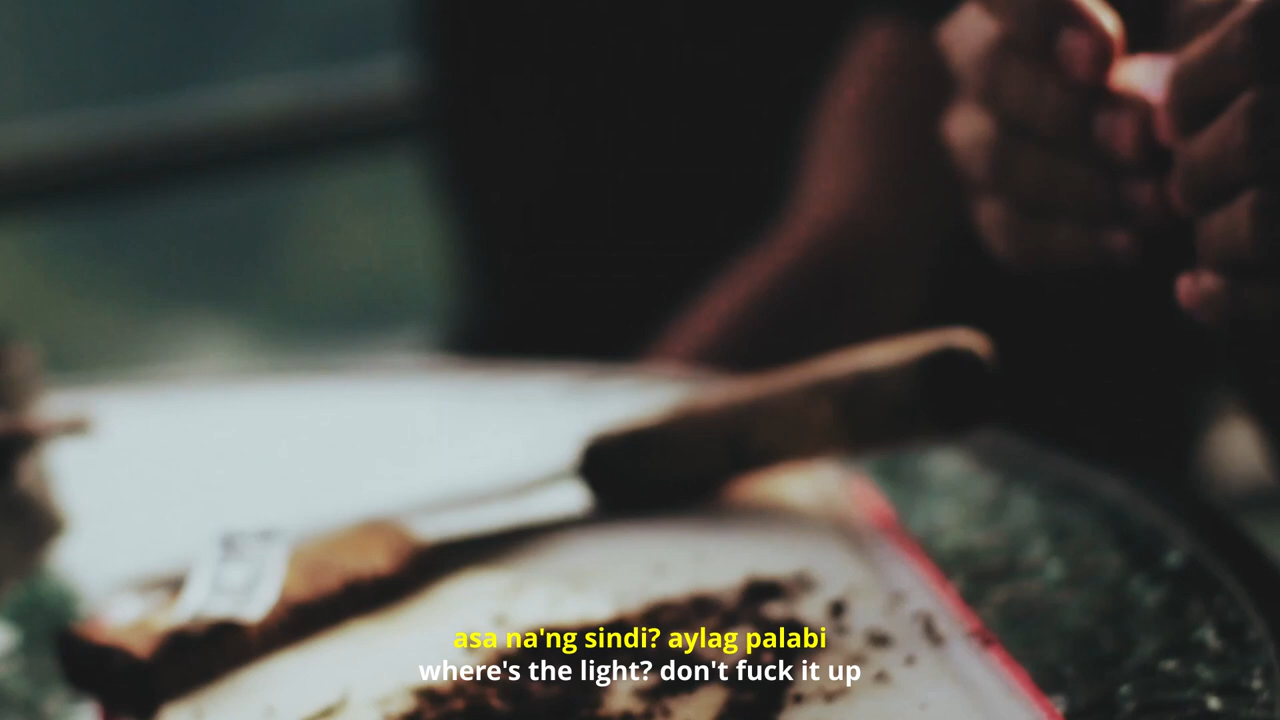 asa na'ng sindi? aylag palabi
where's the light? don't fuck it up